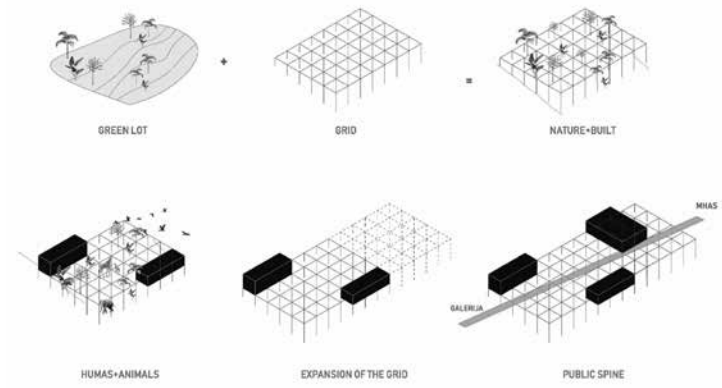 +
=
GREEN LOT
GRID
NATURE+BUILT
MHAS
GALERIJA
HUMAS+ANIMALS
EXPANSION OF THE GRID
PUBLIC SPINE